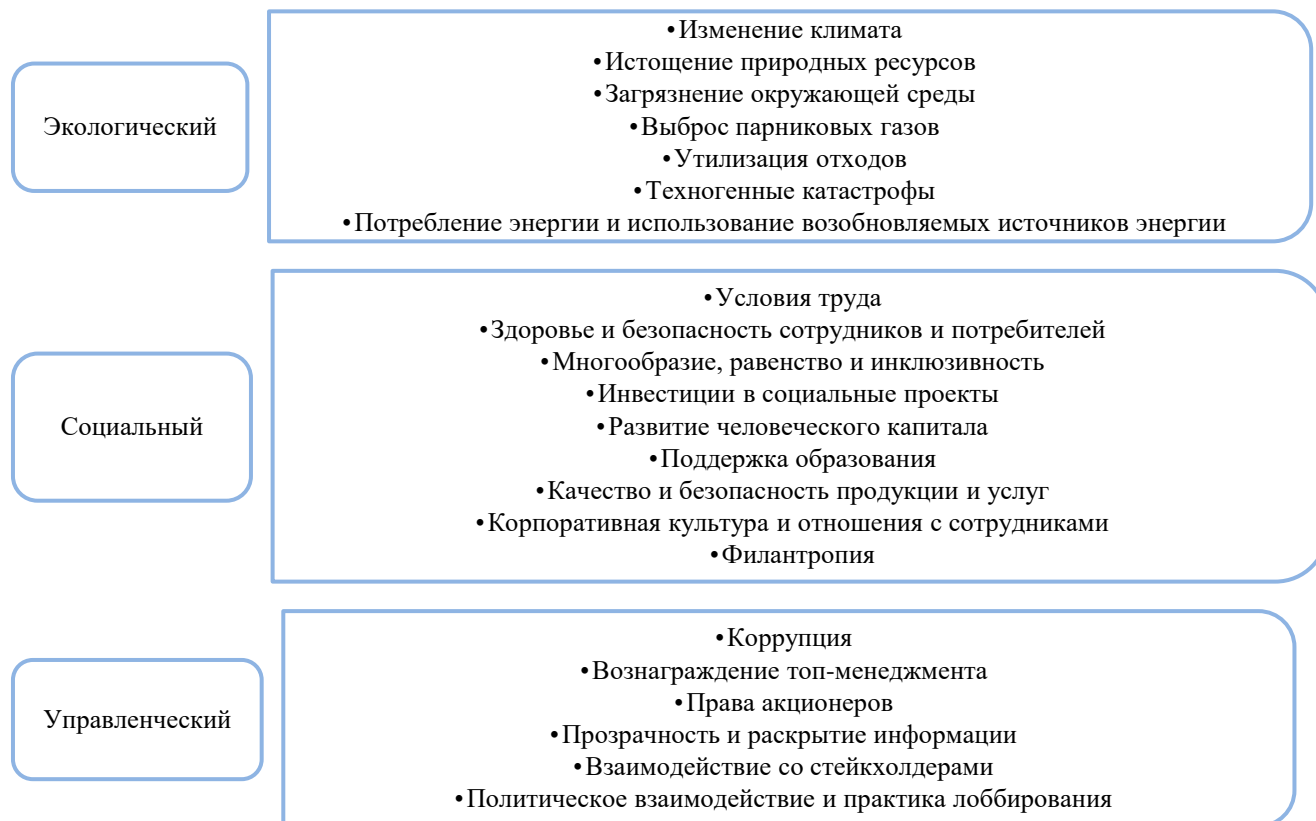 Экологический
•Изменение климата
•Истощение природных ресурсов
•Загрязнение окружающей среды
•Выброс парниковых газов
•Утилизация отходов
•Техногенные катастрофы
•Потребление энергии и использование возобновляемых источников энергии
Социальный
•Условия труда
•Здоровье и безопасность сотрудников и потребителей
•Многообразие, равенство и инклюзивность
•Инвестиции в социальные проекты
•Развитие человеческого капитала
•Поддержка образования
•Качество и безопасность продукции и услуг
•Корпоративная культура и отношения с сотрудниками
•Филантропия
Управленческий
•Коррупция
•Вознаграждение топ-менеджмента
•Права акционеров
•Прозрачность и раскрытие информации
•Взаимодействие со стейкхолдерами
•Политическое взаимодействие и практика лоббирования